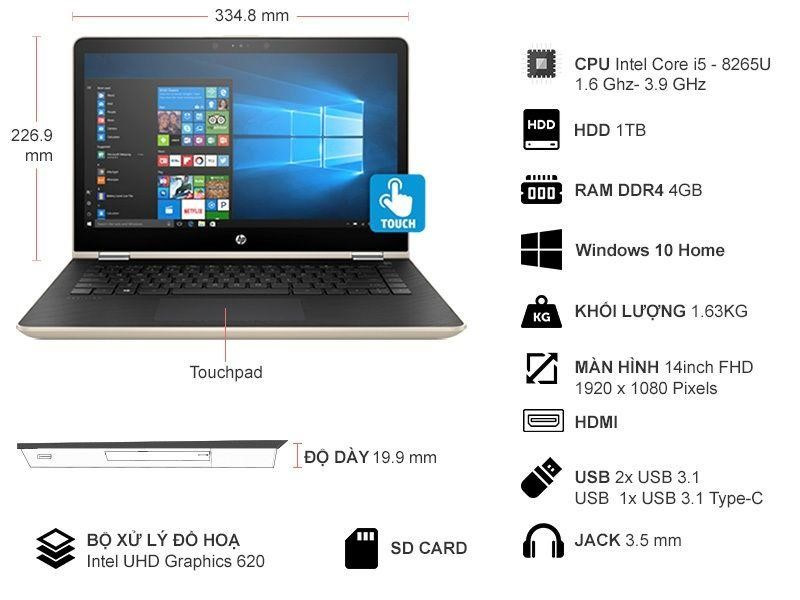 334.8 mm
226.9
mm
TOUCH
hp
NETFLIX
Touchpad
ĐỘ DÀY 19.9 mm
BỘ XỬ LÝ ĐỒ HOẠ
Intel UHD Graphics 620
SD CARD
CPU Intel Core i5 - 8265U
1.6 Ghz- 3.9 GHz
HDD
HDD 1TB
RAM DDR4 4GB
Windows 10 Home
KG
KHỐI LƯỢNG 1.63KG
MÀN HÌNH 14inch FHD
1920 x 1080 Pixels
HDMI
USB 2x USB 3.1
USB 1x USB 3.1 Type-C
JACK 3.5 mm